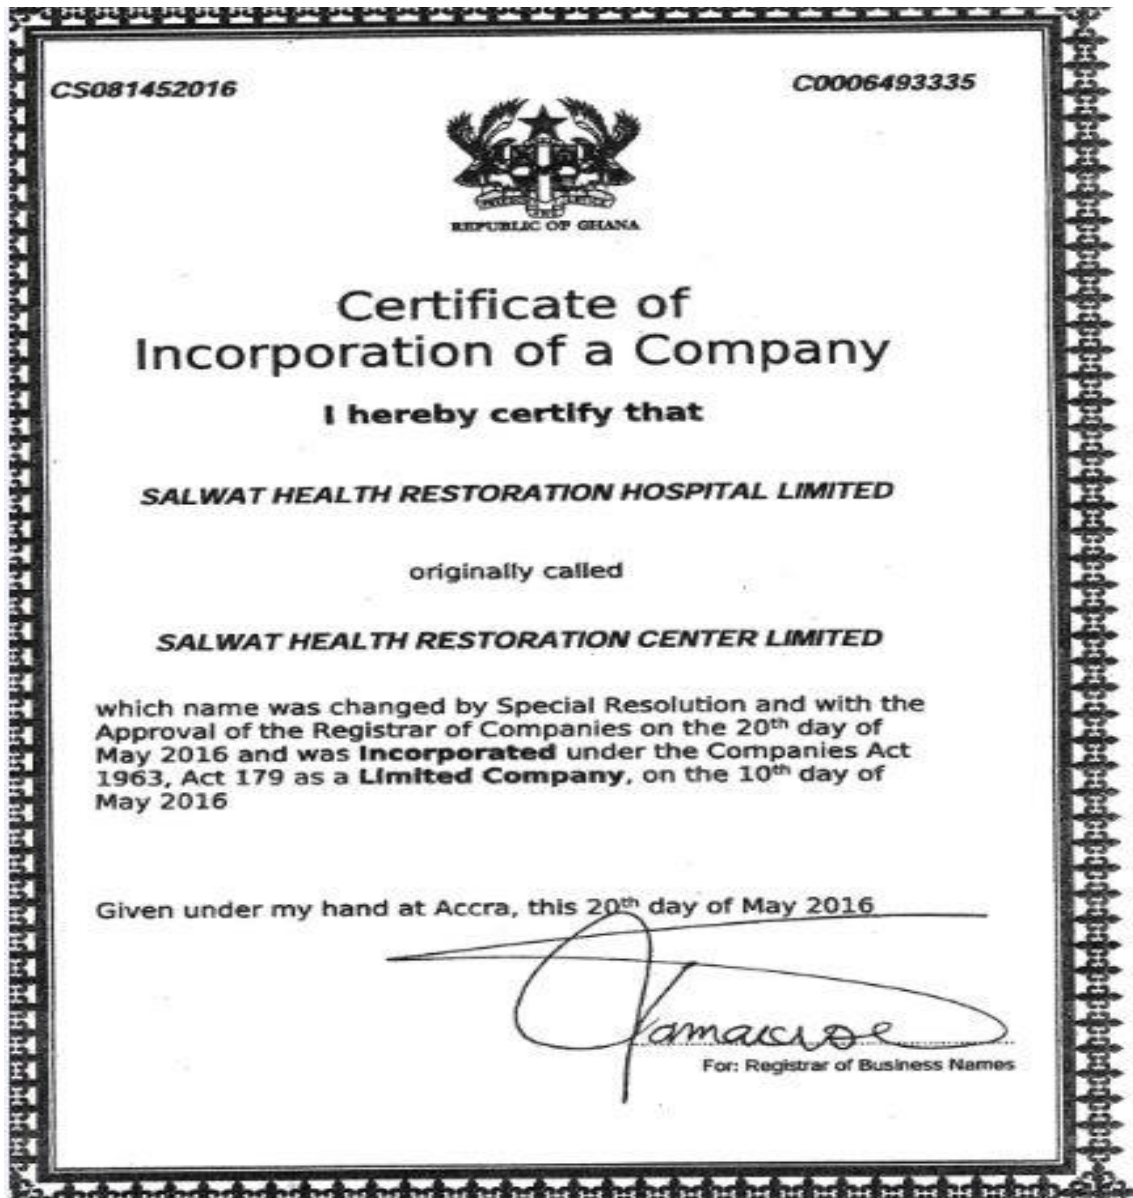 CS081452016
C0006493335
REPUBLIC OF GHANA
Certificate of
Incorporation of a Company
I hereby certify that
SALWAT HEALTH RESTORATION HOSPITAL LIMITED
originally called
SALWAT HEALTH RESTORATION CENTER LIMITED
which name was changed by Special Resolution and with the
Approval of the Registrar of Companies on the 20th day of
May 2016 and was Incorporated under the Companies Act
1963, Act 179 as a Limited Company, on the 10th day of
May 2016
Given under my hand at Accra, this 20th day of May 2016
For: Registrar of Business Names